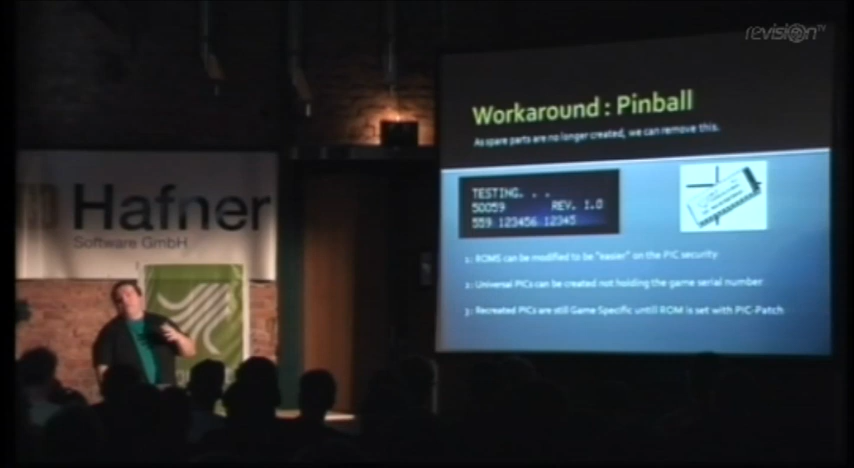 revision TV
Workaround : Pinball
As spare parts are no longer created, we can remove this.
TESTING. . .
50059 REV. 1.0
559 123456 12345
1: ROMS can be modified to be "easier" on the PIC security
2: Universal PICs can be created not holding the game serial number
3: Recreated PICs are still Game Specific untill ROM is set with PIC-Patch
Hafner
Software GmbH